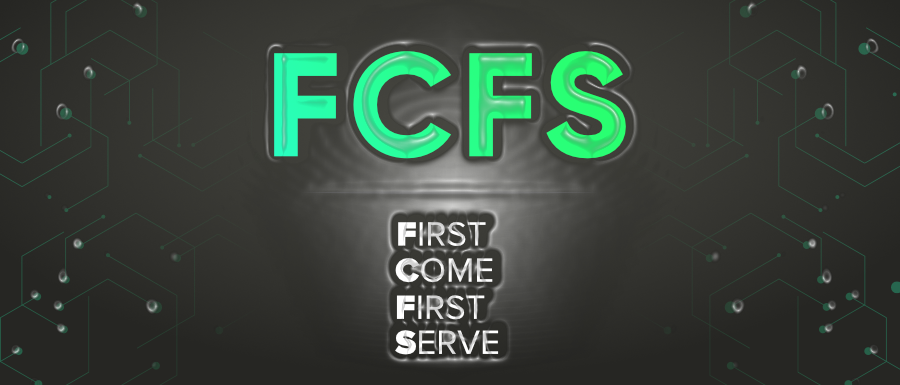 FCFS
FIRST
COME
FIRST
SERVE